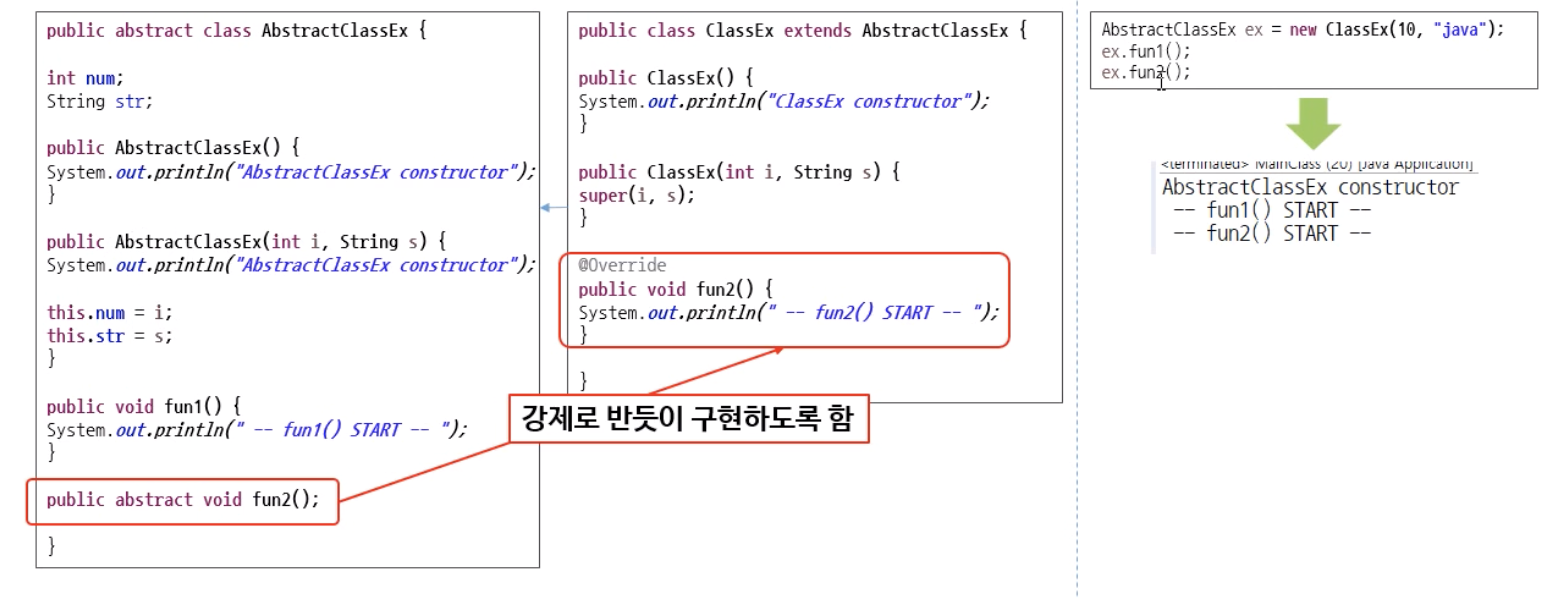 public abstract class AbstractClassEx {
int num;
String str;
public AbstractClassEx() {
System.out.println("AbstractClassEx constructor");
}
public AbstractClassEx(int i, String s) {
System.out.println("AbstractClassEx constructor");
this.num = i;
this.str = s;
}
public void fun1() {
System.out.println(" -- fun1() START -- ");
}
public abstract void fun2();
}
public class ClassEx extends AbstractClassEx {
public ClassEx() {
System.out.println("ClassEx constructor");
}
public ClassEx(int i, String s) {
super(i, s);
}
@Override
public void fun2() {
System.out.println(" -- fun2() START -- ");
}
}
강제로 반듯이 구현하도록 함
AbstractClassEx ex = new ClassEx(10, "java");
ex.fun1();
ex.fun2();
<terminated> MainClass (20) [Java Application]
AbstractClassEx constructor
-- fun1() START --
-- fun2() START --